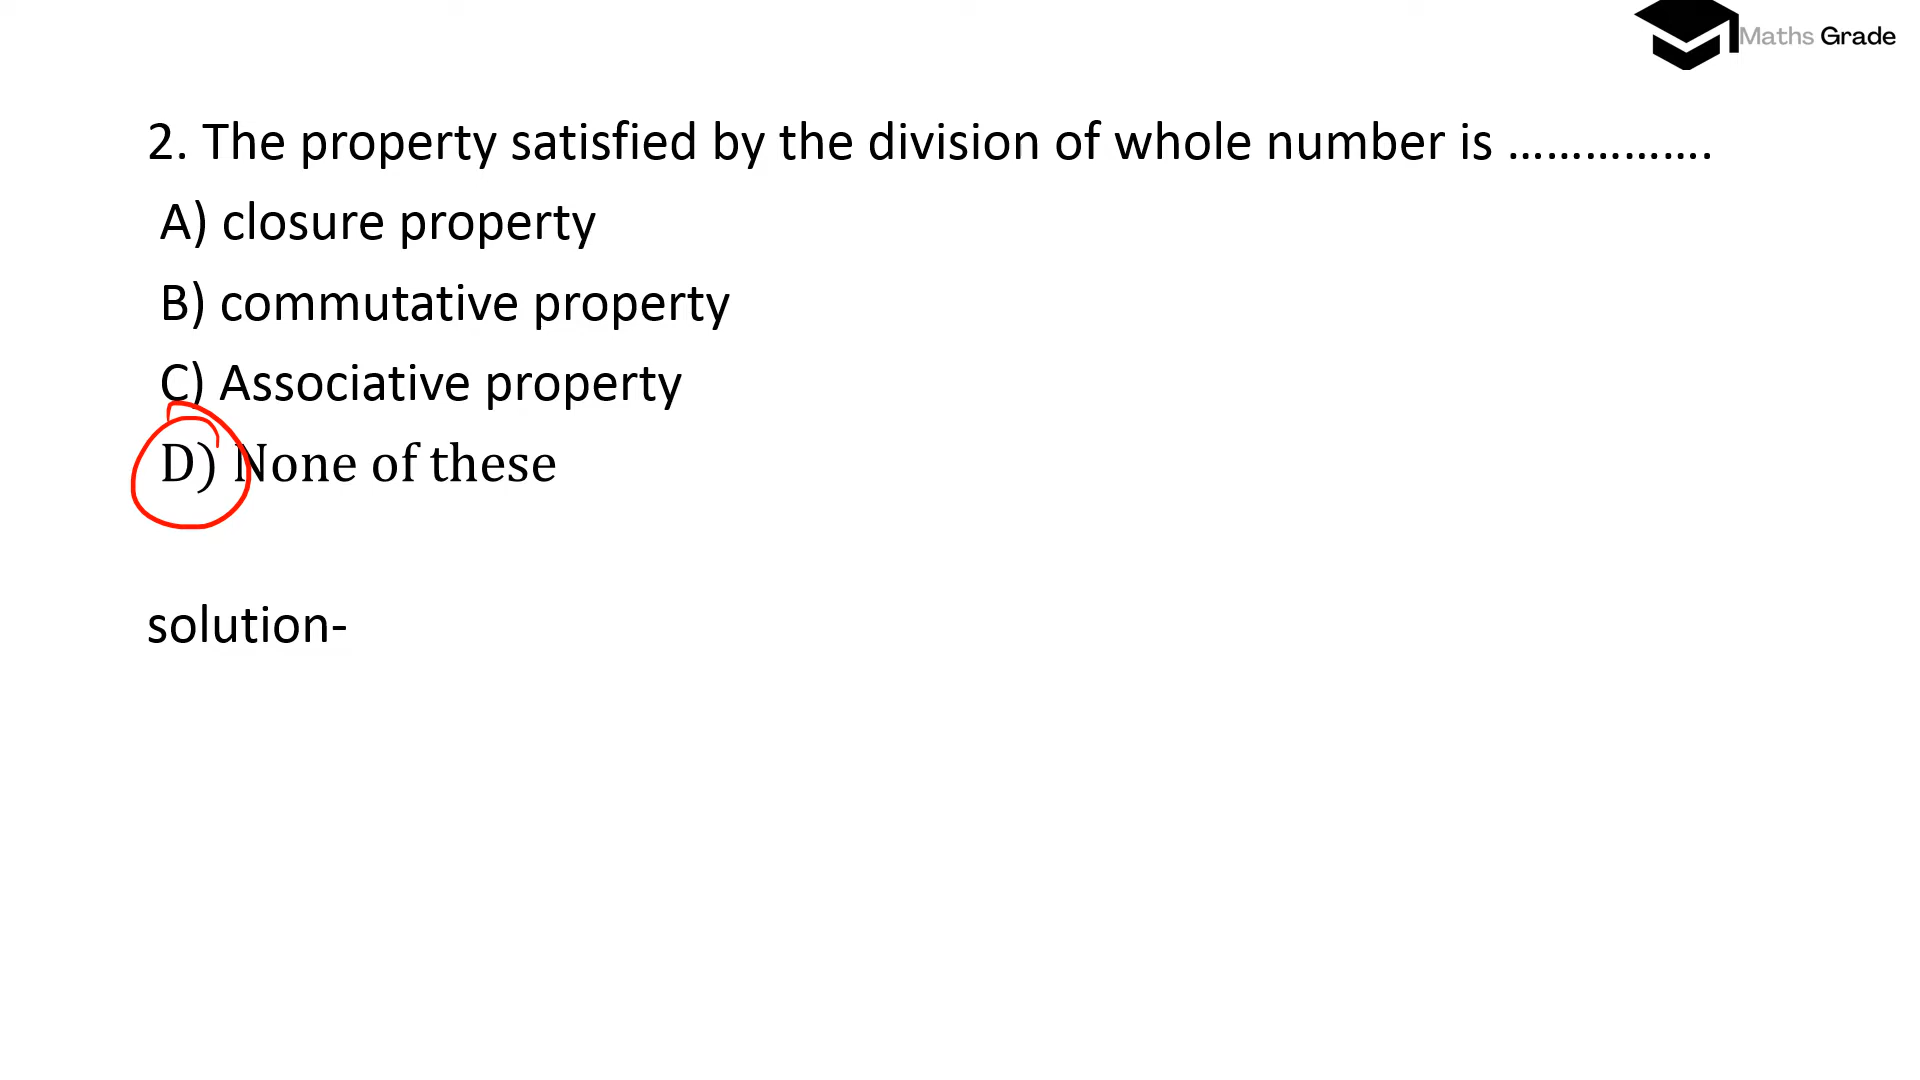 Maths Grade
2. The property satisfied by the division of whole number is …………….
A) closure property
B) commutative property
C) Associative property
D) None of these
solution-